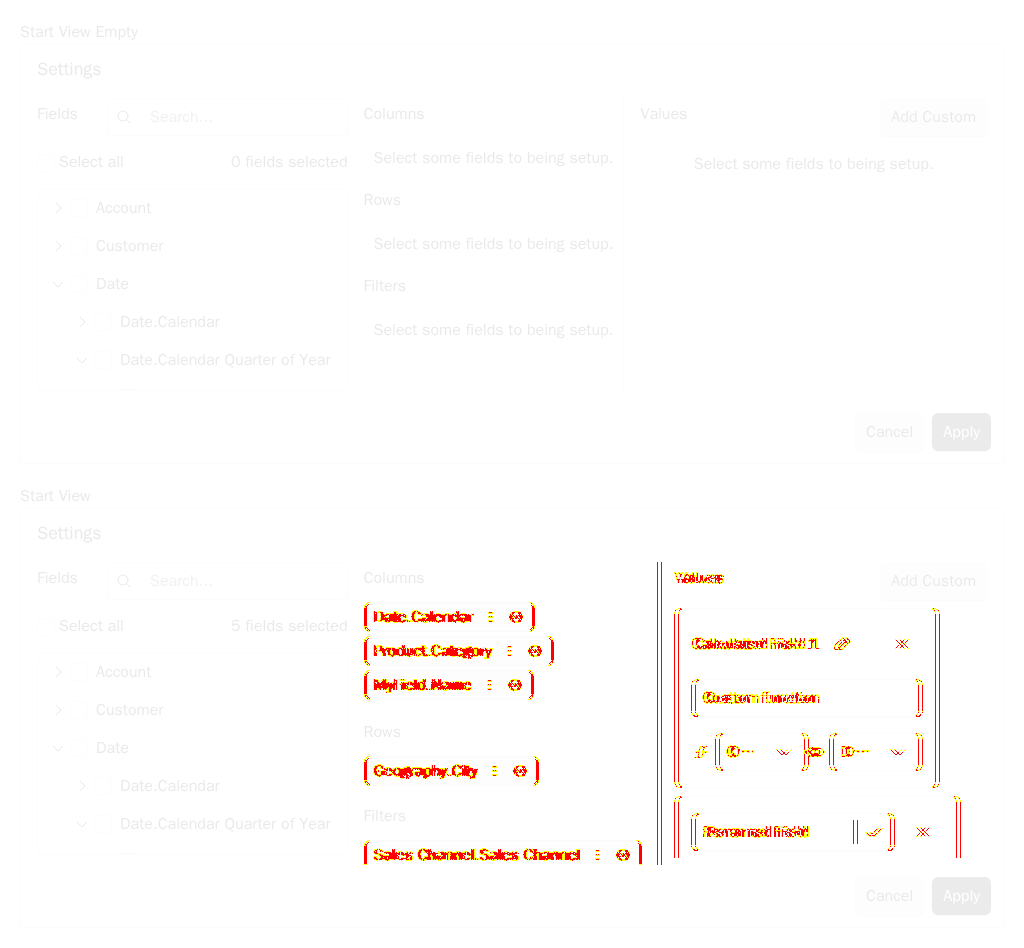 Start View Empty
Settings
Fields
Search...
Select all
0 fields selected
Account
Customer
Date
Date.Calendar
Date.Calendar Quarter of Year
Columns
Select some fields to being setup.
Rows
Select some fields to being setup.
Filters
Select some fields to being setup.
Values
Add Custom
Select some fields to being setup.
Cancel
Apply
Start View
Settings
Fields
Search...
Select all
5 fields selected
Account
Customer
Date
Date.Calendar
Date.Calendar Quarter of Year
Columns
Date.Calendar
Product.Category
MyField.Name
Rows
Geography.City
Filters
Sales Channel.Sales Channel
Values
Add Custom
Calculated field 1
Custom function
Renamed field
Cancel
Apply